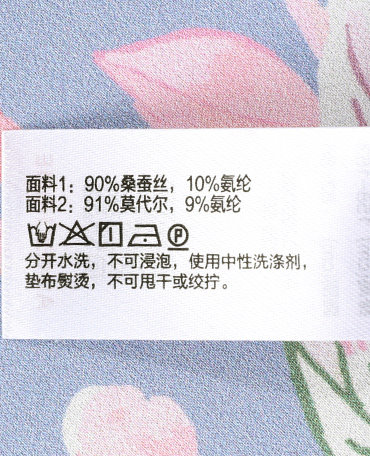 面料1：90%桑蚕丝，10%氨纶
面料2：91%莫代尔，9%氨纶
分开水洗，不可浸泡，使用中性洗涤剂，
垫布熨烫，不可甩干或绞拧。